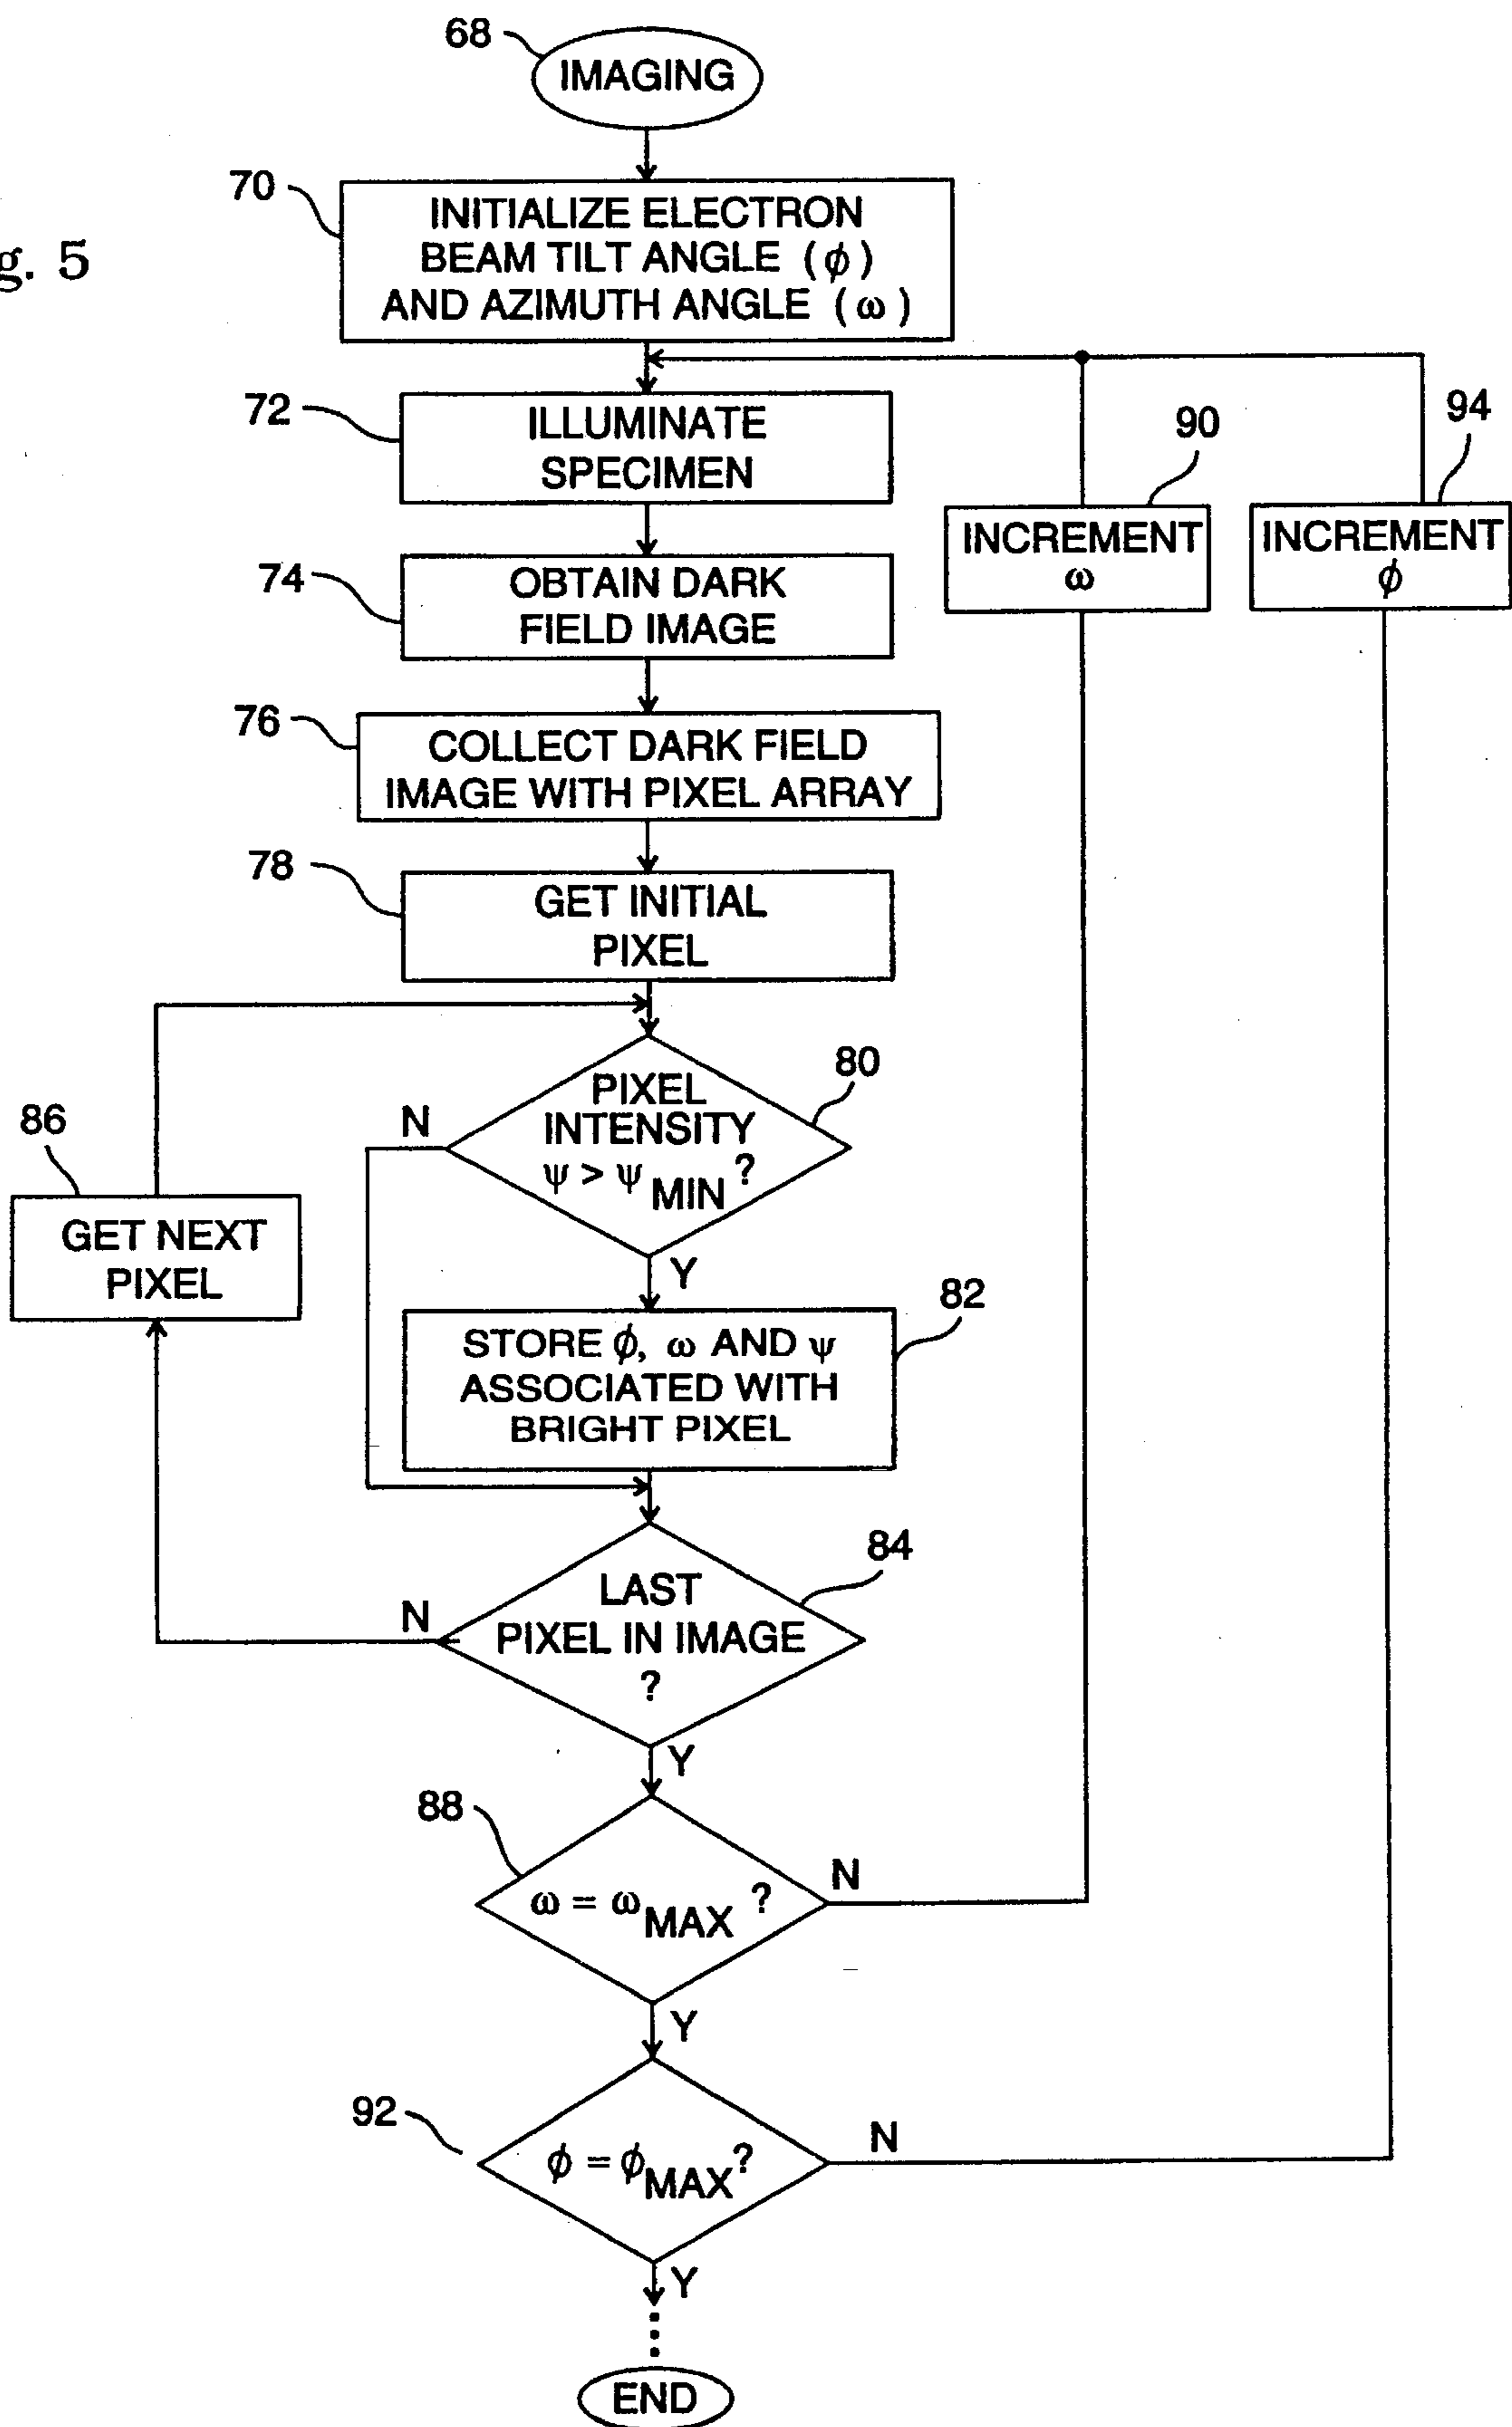 68
IMAGING
70
INITIALIZE ELECTRON
BEAM TILT ANGLE (ϕ)
AND AZIMUTH ANGLE (ω)
g. 5
72
ILLUMINATE
SPECIMEN
90
INCREMENT
ω
94
INCREMENT
ϕ
74
OBTAIN DARK
FIELD IMAGE
76
COLLECT DARK FIELD
IMAGE WITH PIXEL ARRAY
78
GET INITIAL
PIXEL
80
PIXEL
INTENSITY
ψ > ψ MIN ?
N
Y
86
GET NEXT
PIXEL
82
STORE ϕ, ω AND ψ
ASSOCIATED WITH
BRIGHT PIXEL
84
LAST
PIXEL IN IMAGE
?
N
Y
88
ω = ω MAX ?
N
Y
92
ϕ = ϕ MAX ?
N
Y
END